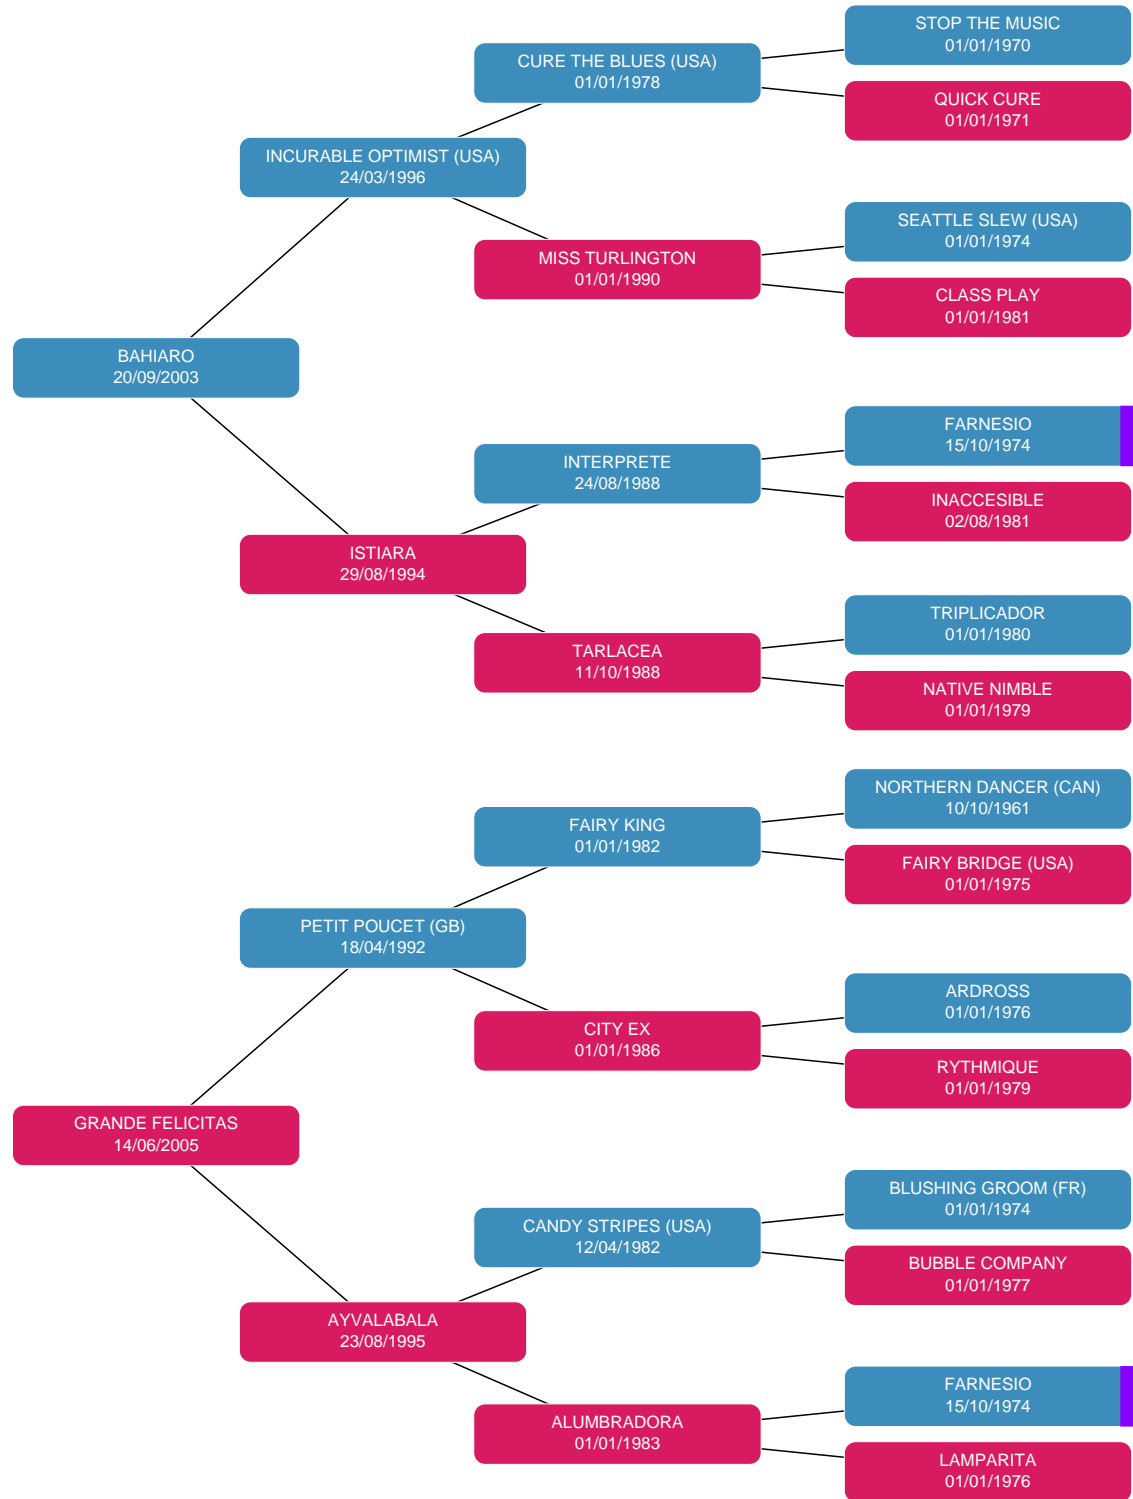 STOP THE MUSIC
01/01/1970
CURE THE BLUES (USA)
01/01/1978
QUICK CURE
01/01/1971
INCURABLE OPTIMIST (USA)
24/03/1996
SEATTLE SLEW (USA)
01/01/1974
MISS TURLINGTON
01/01/1990
CLASS PLAY
01/01/1981
BAHIARO
20/09/2003
FARNESIO
15/10/1974
INTERPRETE
24/08/1988
INACCESIBLE
02/08/1981
ISTIARA
29/08/1994
TRIPLICADOR
01/01/1980
TARLACEA
11/10/1988
NATIVE NIMBLE
01/01/1979
NORTHERN DANCER (CAN)
10/10/1961
FAIRY KING
01/01/1982
FAIRY BRIDGE (USA)
01/01/1975
PETIT POUCET (GB)
18/04/1992
ARDROSS
01/01/1976
CITY EX
01/01/1986
RYTHMIQUE
01/01/1979
GRANDE FELICITAS
14/06/2005
BLUSHING GROOM (FR)
01/01/1974
CANDY STRIPES (USA)
12/04/1982
BUBBLE COMPANY
01/01/1977
AYVALABALA
23/08/1995
FARNESIO
15/10/1974
ALUMBRADORA
01/01/1983
LAMPARITA
01/01/1976